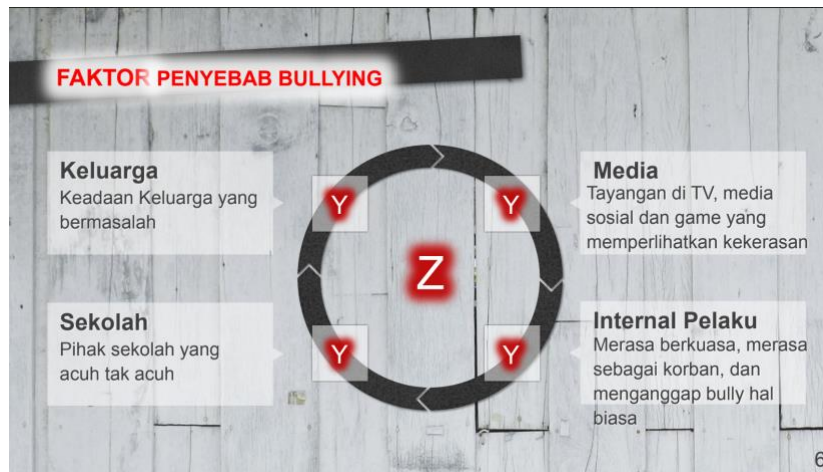 FAKTOR PENYEBAB BULLYING
Keluarga
Keadaan Keluarga yang
bermasalah
Y
Y
Media
Tayangan di TV, media
sosial dan game yang
memperlihatkan kekerasan
Z
Sekolah
Pihak sekolah yang
acuh tak acuh
Y
Y
Internal Pelaku
Merasa berkuasa, merasa
sebagai korban, dan
menganggap bully hal
biasa
6